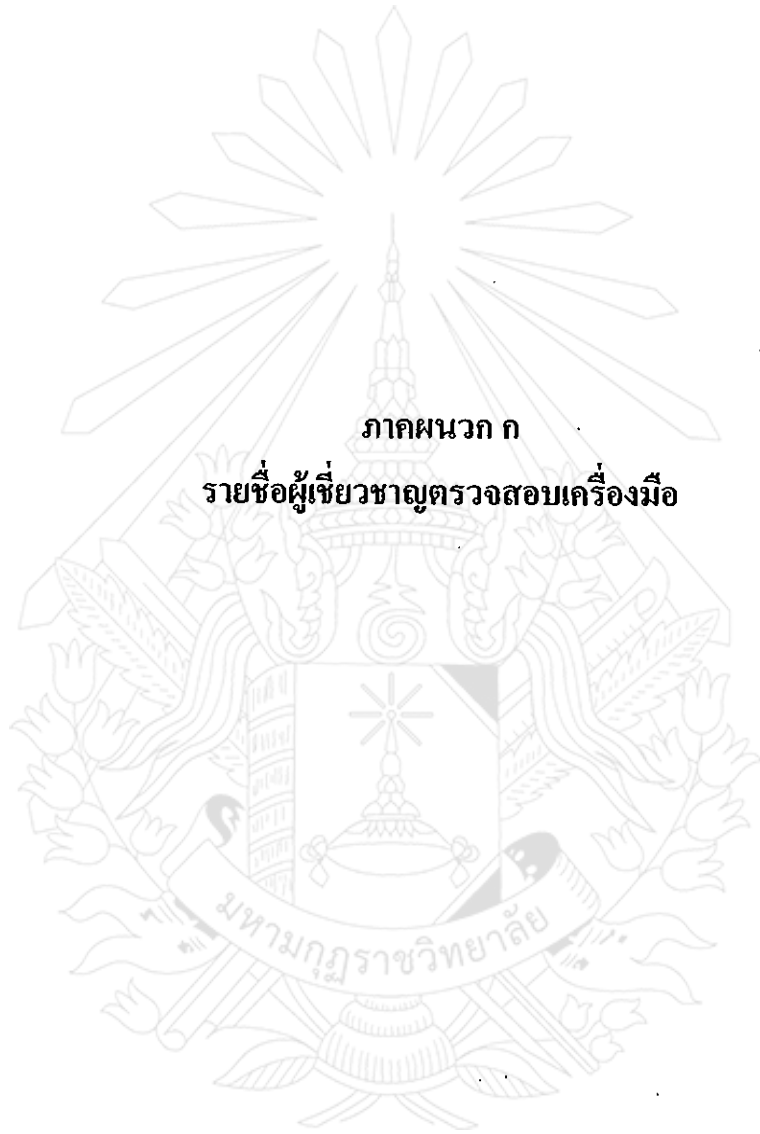 ภาคผนวก ก
รายชื่อผู้เชี่ยวชาญตรวจสอบเครื่องมือ
มหามกุฏราชวิทยาลัย